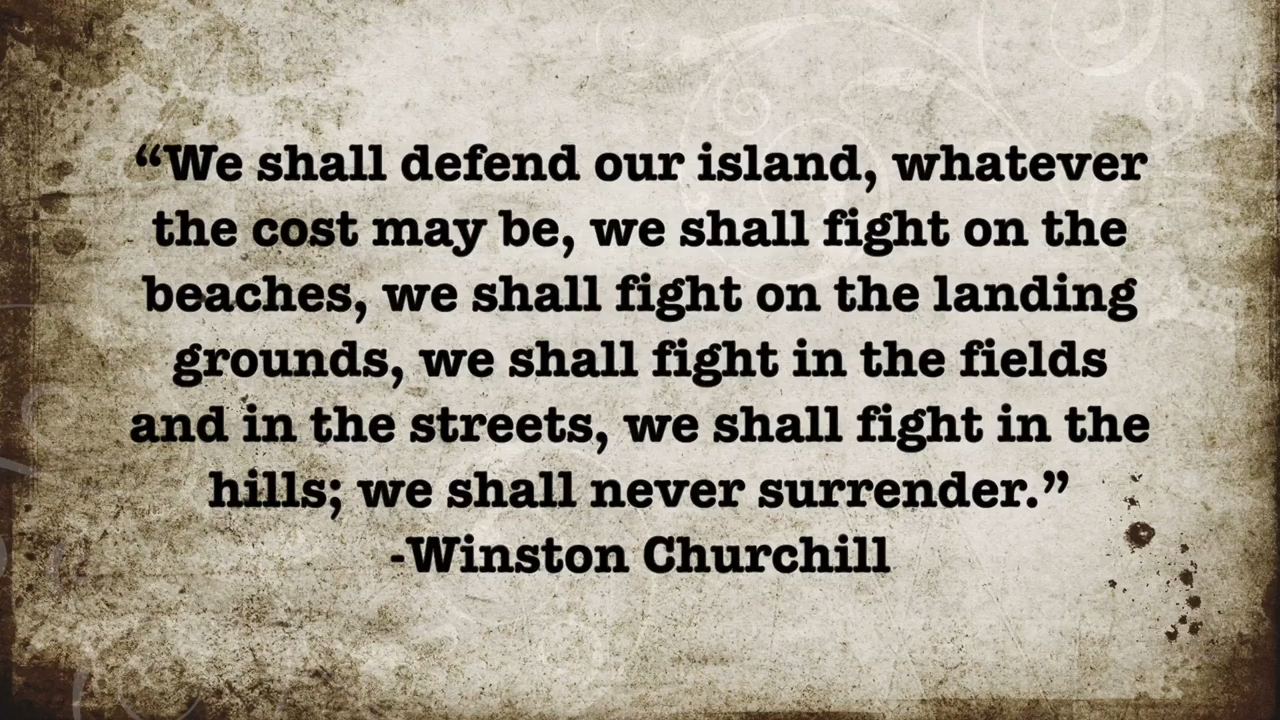 “We shall defend our island, whatever
the cost may be, we shall fight on the
beaches, we shall fight on the landing
grounds, we shall fight in the fields
and in the streets, we shall fight in the
hills; we shall never surrender.”
-Winston Churchill